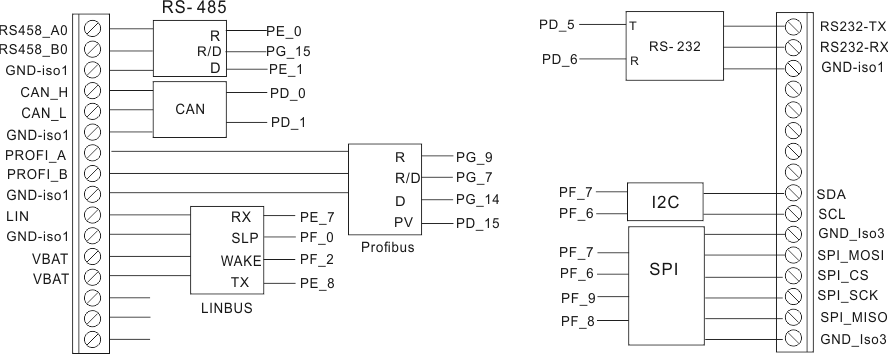 RS-485
RS458_A0
RS458_B0
GND-iso1
CAN_H
CAN_L
GND-iso1
PROFI_A
PROFI_B
GND-iso1
LIN
GND-iso1
VBAT
VBAT
R PE_0
R/D PG_15
D PE_1
CAN
PD_0
PD_1
R PG_9
R/D PG_7
D PG_14
PV PD_15
Profibus
RX PE_7
SLP PF_0
WAKE PF_2
TX PE_8
LINBUS
PD_5 T
PD_6 R
RS-232
RS232-TX
RS232-RX
GND-iso1
PF_7
PF_6
I2C
SDA
SCL
GND_Iso3
PF_7
PF_6
PF_9
PF_8
SPI
SPI_MOSI
SPI_CS
SPI_SCK
SPI_MISO
GND_Iso3